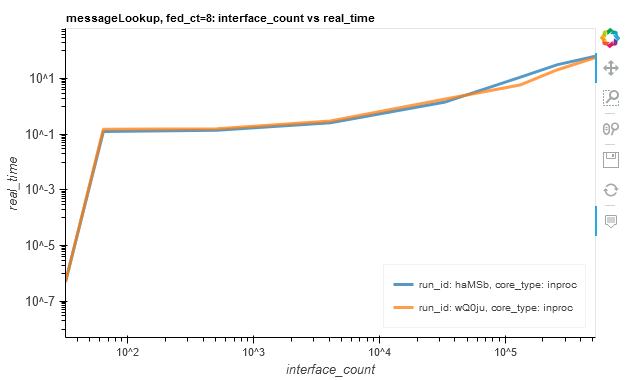 messageLookup, fed_ct=8: interface_count vs real_time
real_time
10^1
10^-1
10^-3
10^-5
10^-7
run_id: haMSb, core_type: inproc
run_id: wQ0ju, core_type: inproc
10^2
10^3
10^4
10^5
interface_count